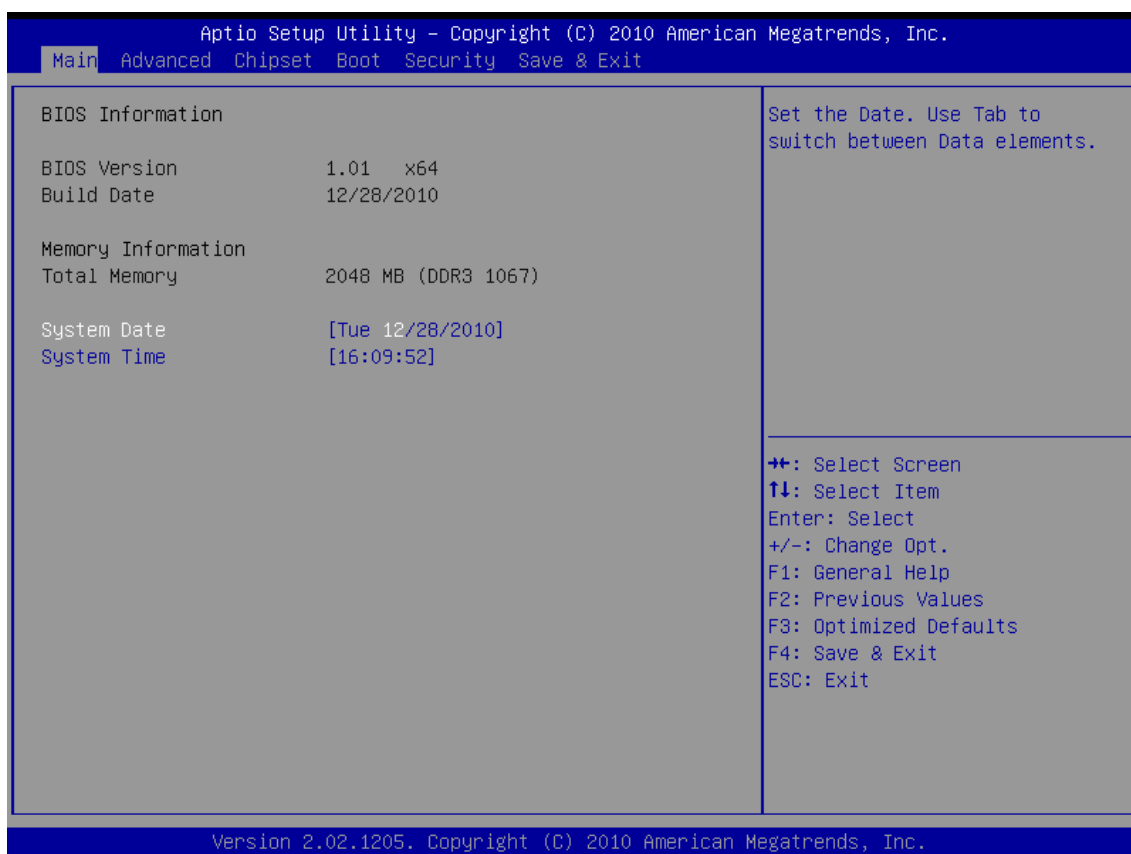 Aptio Setup Utility – Copyright (C) 2010 American Megatrends, Inc.
Main Advanced Chipset Boot Security Save & Exit
BIOS Information
BIOS Version 1.01 x64
Build Date 12/28/2010
Memory Information
Total Memory 2048 MB (DDR3 1067)
System Date [Tue 12/28/2010]
System Time [16:09:52]
Set the Date. Use Tab to
switch between Data elements.
→←: Select Screen
↑↓: Select Item
Enter: Select
+/-: Change Opt.
F1: General Help
F2: Previous Values
F3: Optimized Defaults
F4: Save & Exit
ESC: Exit
Version 2.02.1205. Copyright (C) 2010 American Megatrends, Inc.